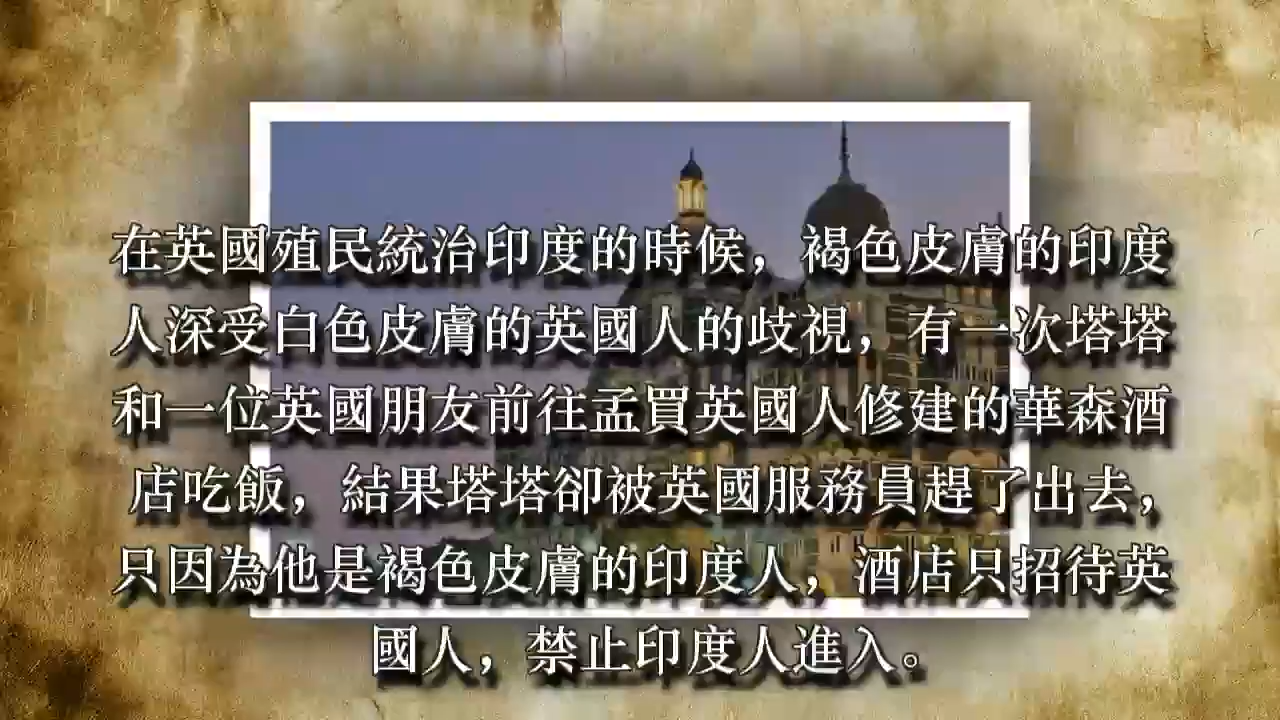 在英國殖民統治印度的時候，褐色皮膚的印度
人深受白色皮膚的英國人的歧視，有一次塔塔
和一位英國朋友前往孟買英國人修建的華森酒
店吃飯，結果塔塔卻被英國服務員趕了出去，
只因為他是褐色皮膚的印度人，酒店只招待英
國人，禁止印度人進入。